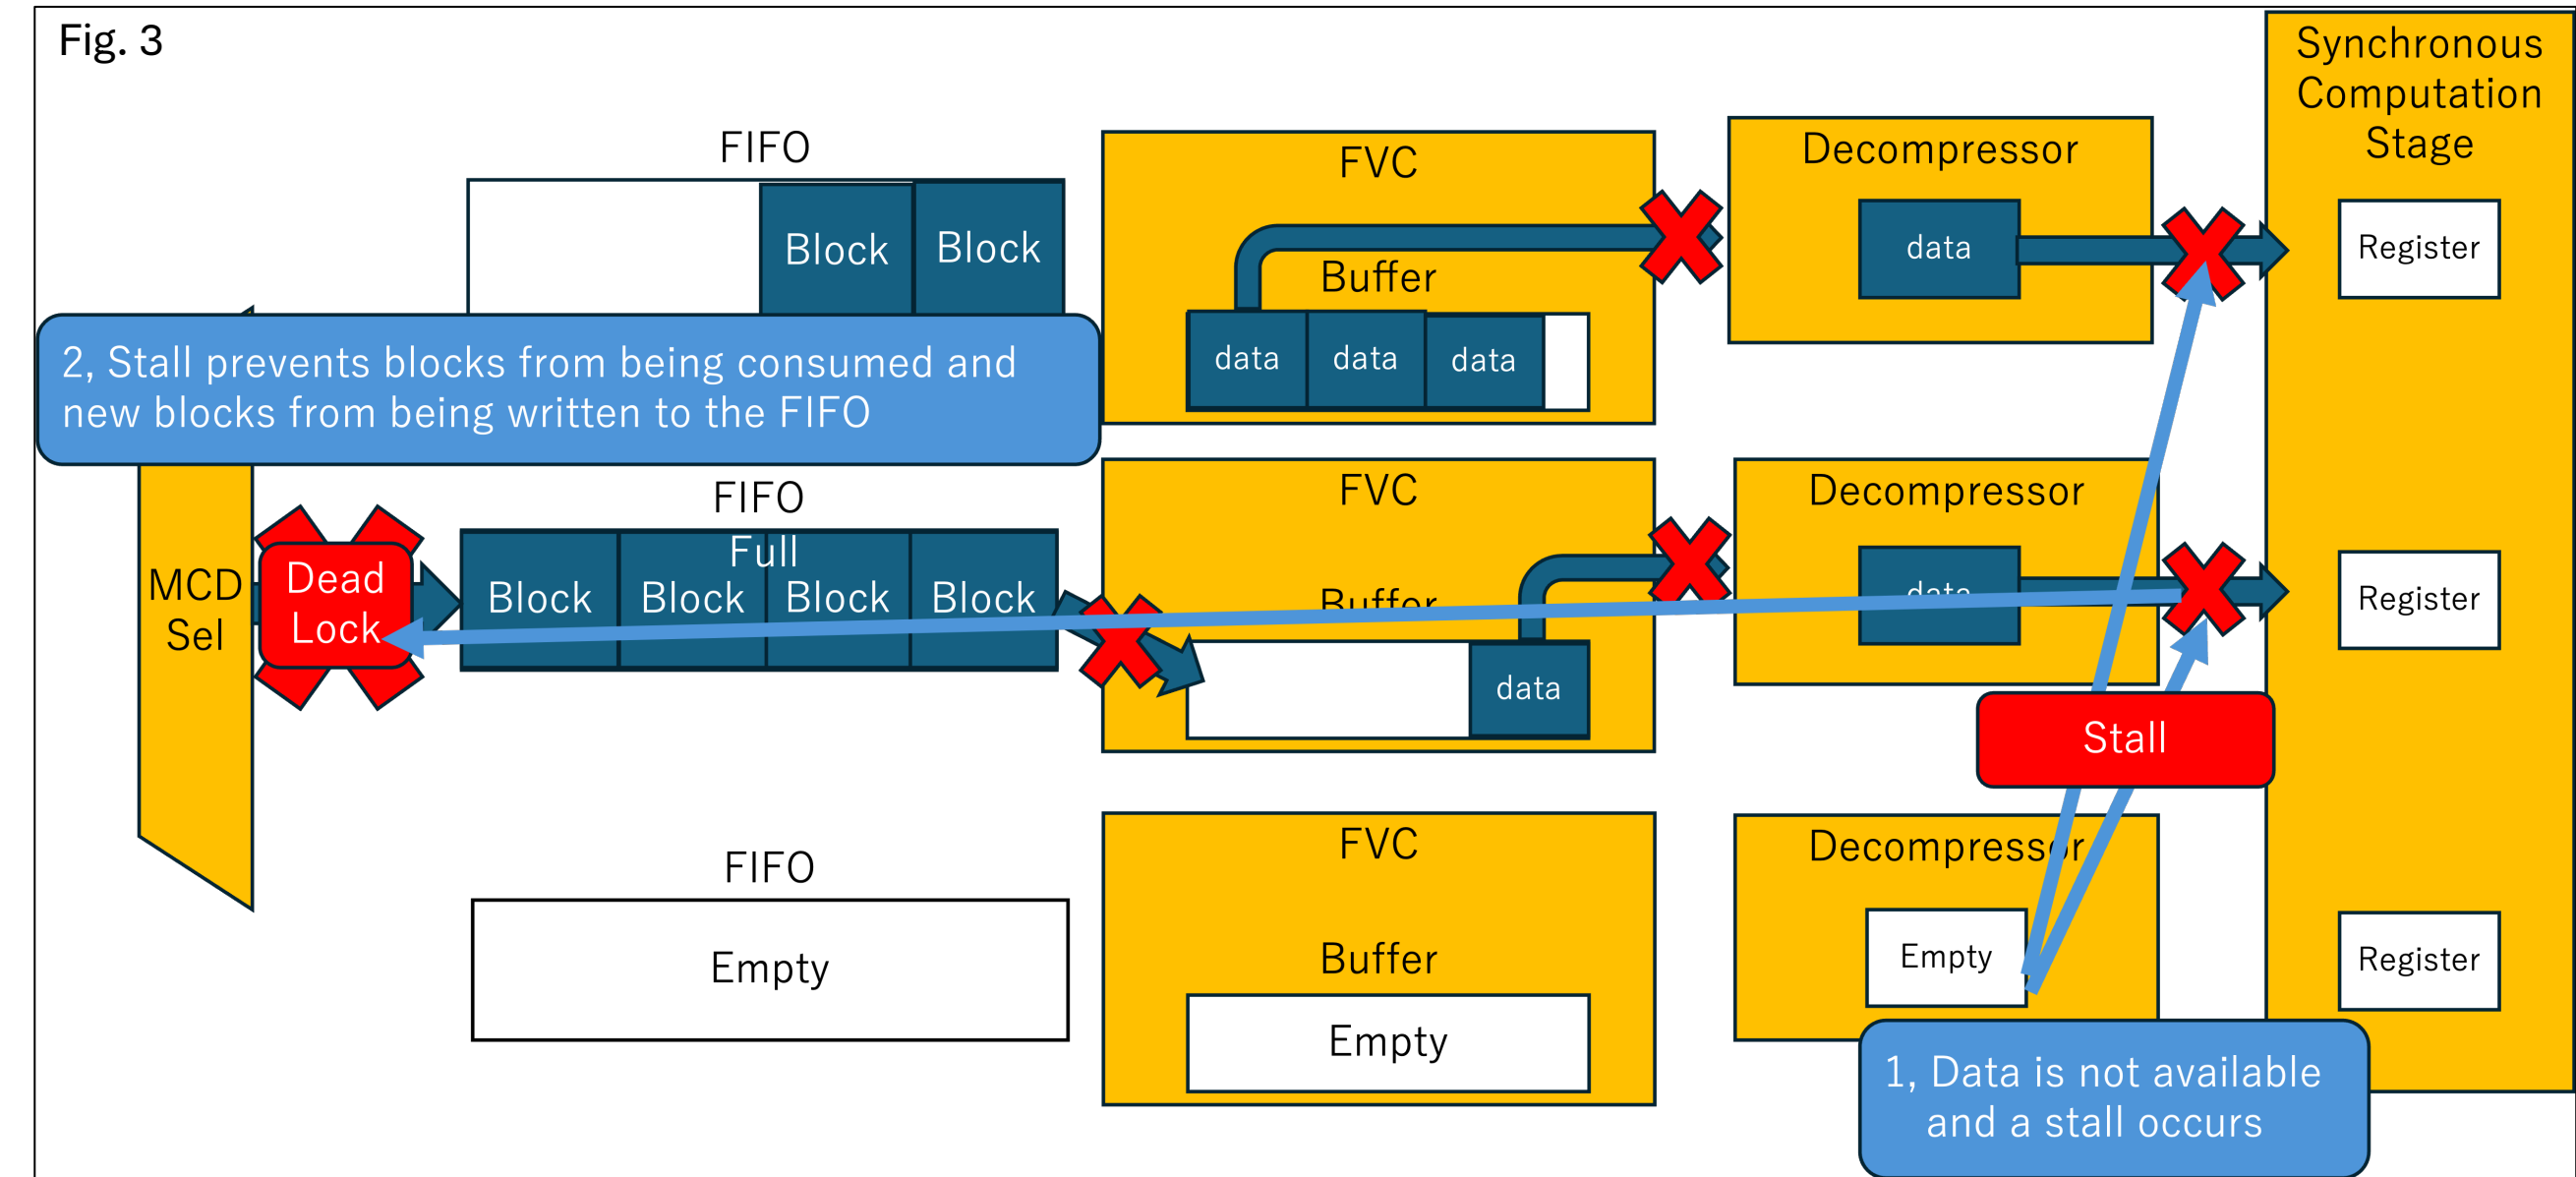 Fig. 3
Synchronous
Computation
Stage
FIFO
Block
Block
FVC
Buffer
data
data
data
Decompressor
data
Register
2, Stall prevents blocks from being consumed and
new blocks from being written to the FIFO
MCD
Sel
Dead
Lock
FIFO
Full
Block
Block
Block
Block
FVC
Buffer
data
Decompressor
data
Register
Stall
FIFO
Empty
FVC
Buffer
Empty
Decompressor
Empty
Register
1, Data is not available
and a stall occurs